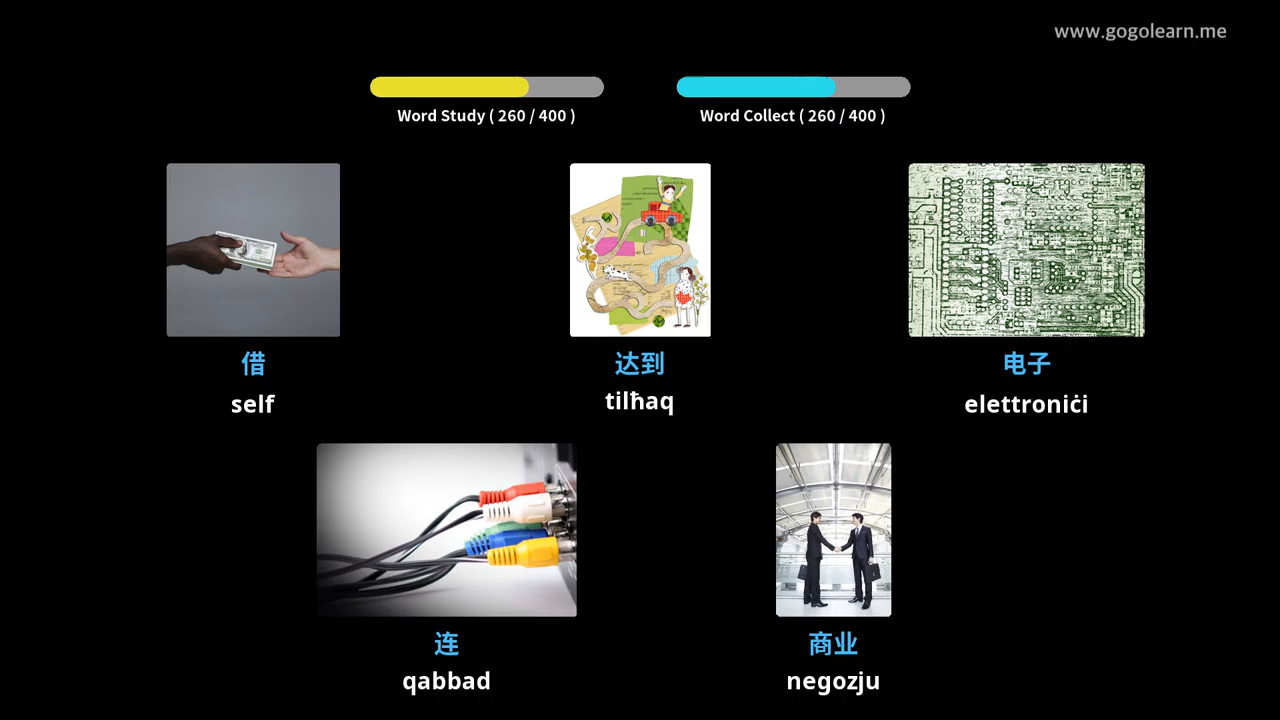 www.gogolearn.me
Word Study ( 260 / 400 )
Word Collect ( 260 / 400 )
借
self
达到
tilħaq
电子
elettroniċi
连
qabbad
商业
negozju